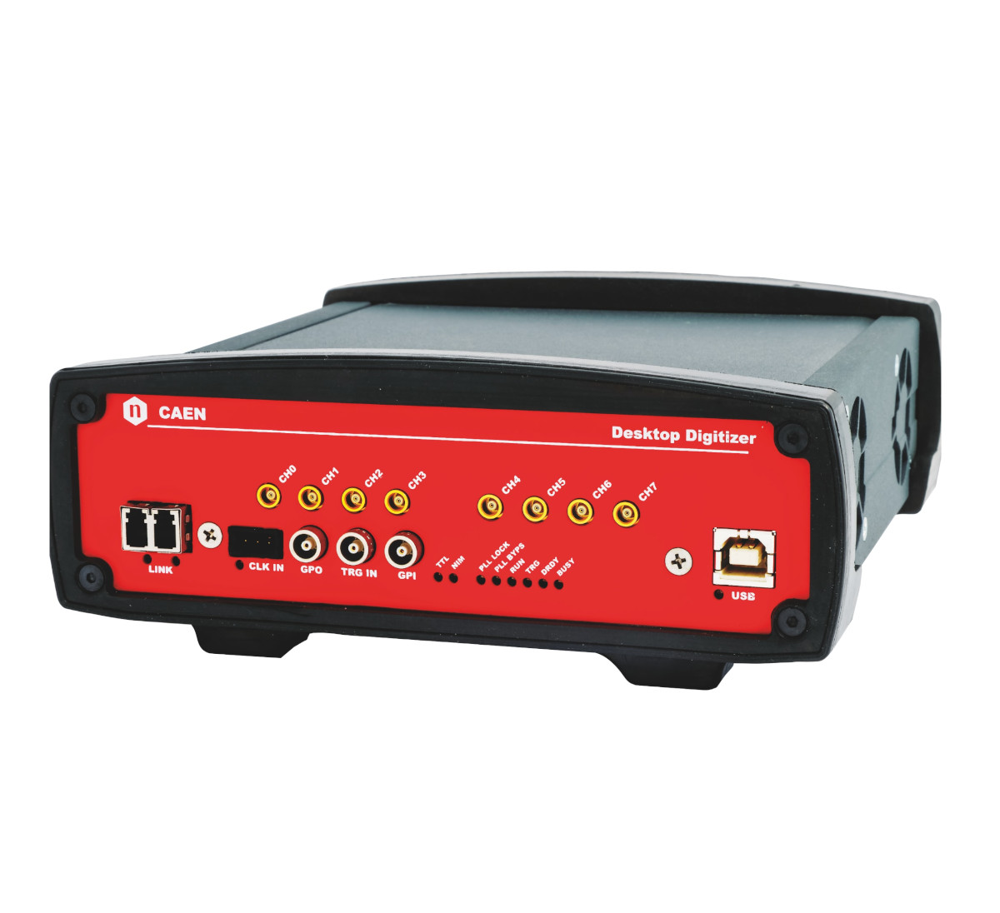 n CAEN
Desktop Digitizer
CH0 CH1 CH2 CH3 CH4 CH5 CH6 CH7
LINK
CLK IN GPO TRG IN GPI
TTL NIM
PLL LOCK PLL BYPS RUN TRG DRDY BUSY
USB